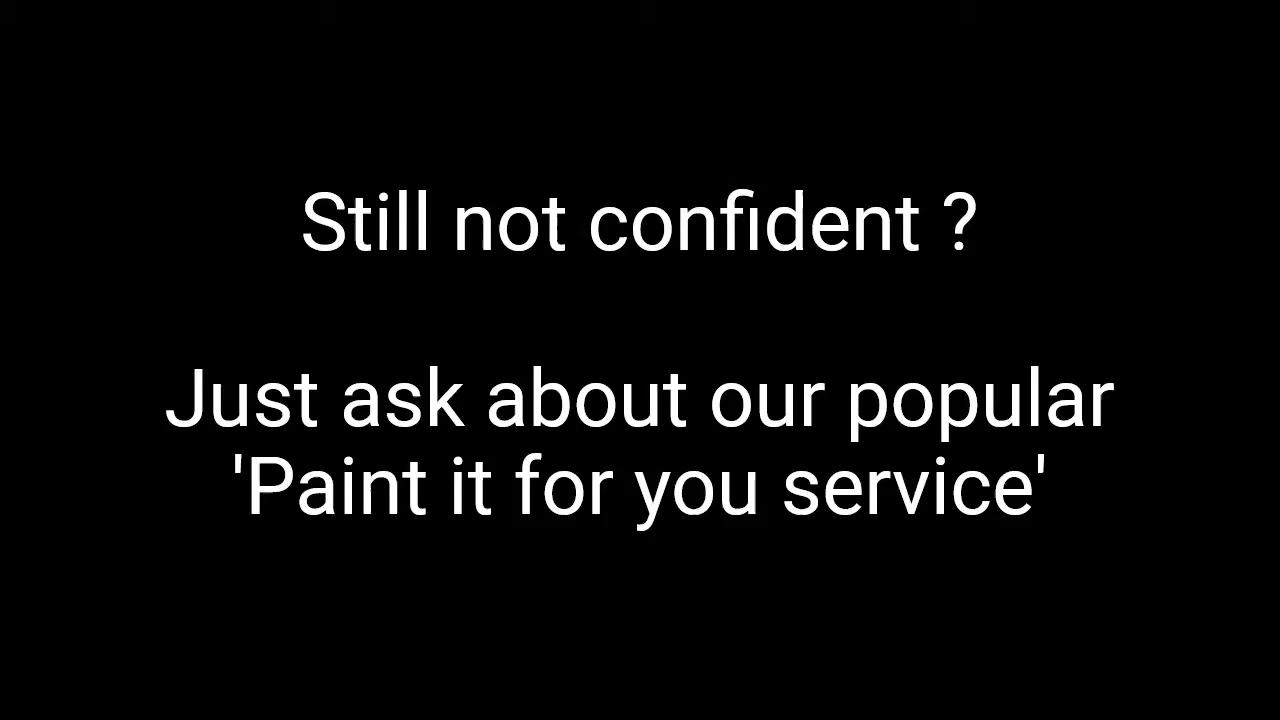 Still not confident ?
Just ask about our popular
'Paint it for you service'